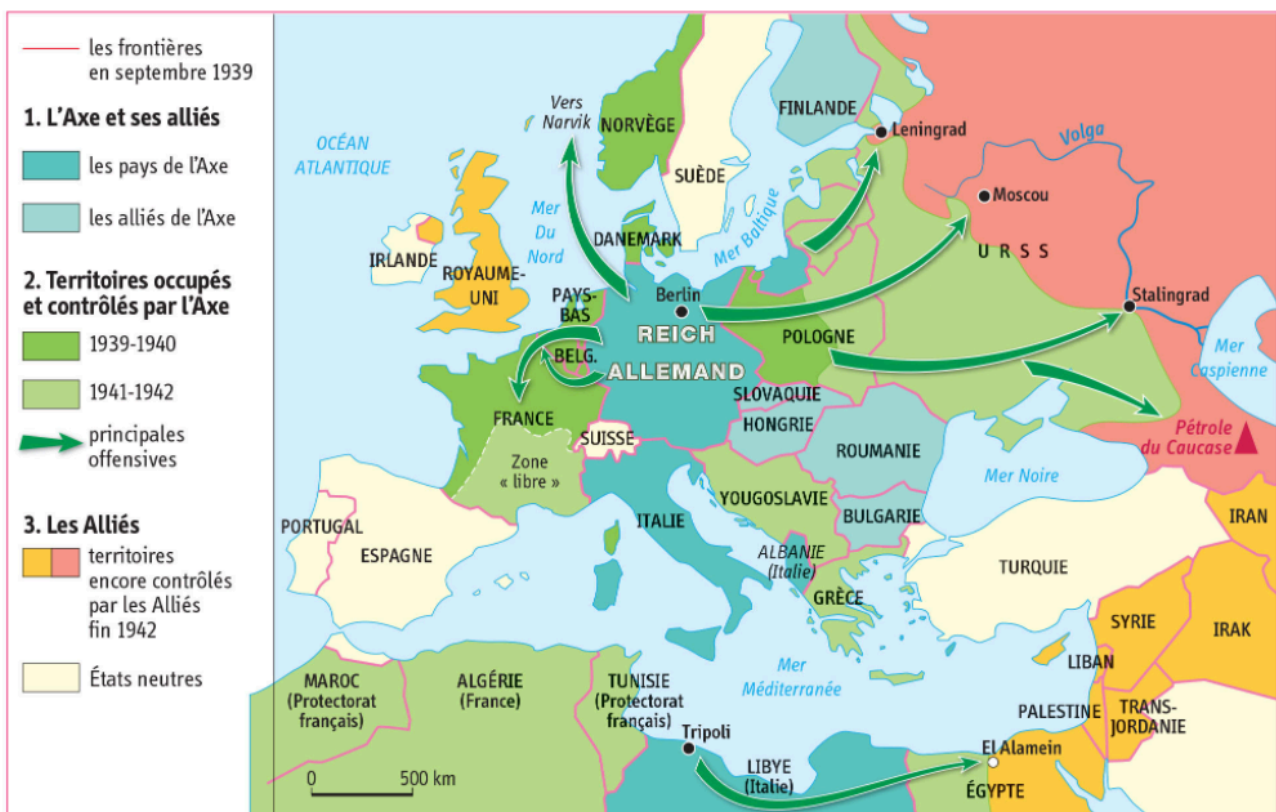 les frontières
en septembre 1939
1. L'Axe et ses alliés
les pays de l'Axe
les alliés de l'Axe
2. Territoires occupés
et contrôlés par l'Axe
1939-1940
1941-1942
principales
offensives
3. Les Alliés
territoires
encore contrôlés
par les Alliés
fin 1942
États neutres
OCÉAN
ATLANTIQUE
Vers
Narvik
NORVÈGE
SUÈDE
FINLANDE
Leningrad
Volga
Moscou
URSS
Stalingrad
Mer
Caspienne
Mer
Du
Nord
Mer Baltique
DANEMARK
IRLANDE
ROYAUME-
UNI
PAYS-
BAS
BELG.
Berlin
REICH
ALLEMAND
POLOGNE
SLOVAQUIE
HONGRIE
ROUMANIE
FRANCE
SUISSE
Zone
« libre »
Pétrole
du Caucase
Mer Noire
YOUGOSLAVIE
BULGARIE
ITALIE
ALBANIE
(Italie)
GRÈCE
PORTUGAL
ESPAGNE
TURQUIE
IRAN
SYRIE
IRAK
LIBAN
Mer
Méditerranée
PALESTINE
TRANS-
JORDANIE
MAROC
(Protectorat
français)
ALGÉRIE
(France)
TUNISIE
(Protectorat
français)
Tripoli
LIBYE
(Italie)
El Alamein
ÉGYPTE
0 500 km